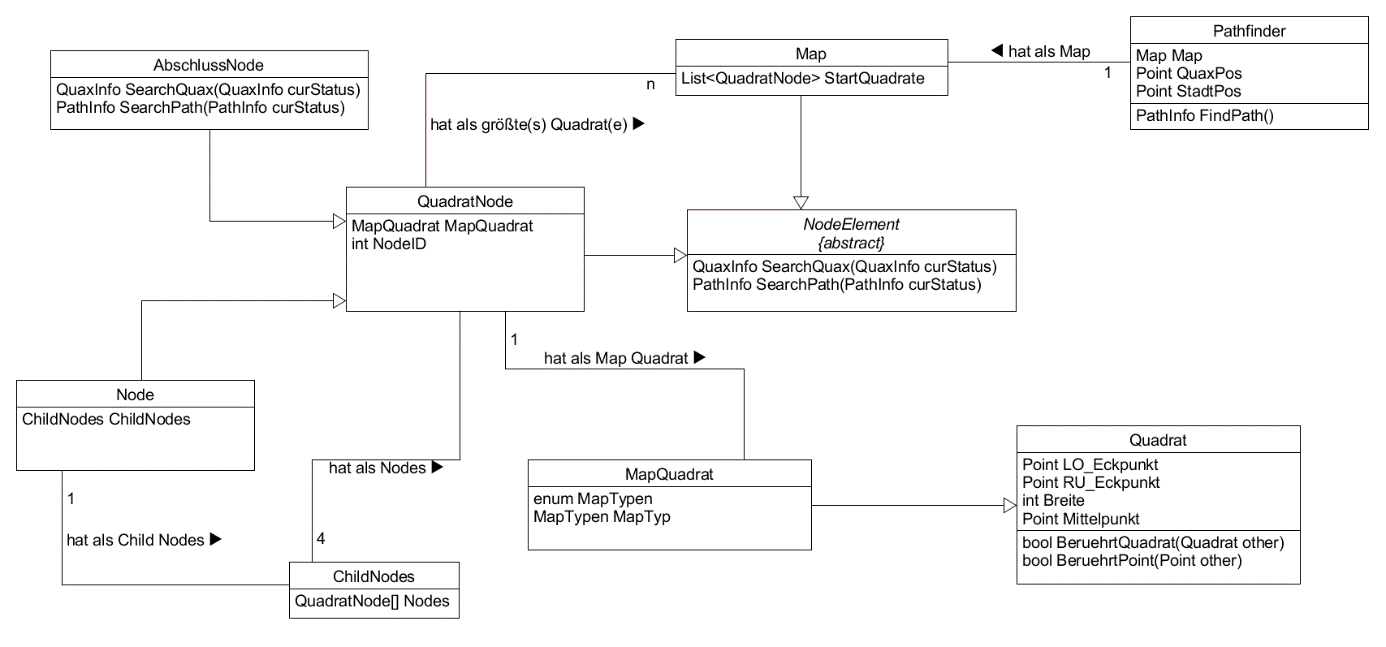 Pathfinder
Map Map
Point QuaxPos
Point StadtPos
PathInfo FindPath()
◀ hat als Map
1
Map
List<QuadratNode> StartQuadrate
n
hat als größte(s) Quadrat(e) ▶
AbschlussNode
QuaxInfo SearchQuax(QuaxInfo curStatus)
PathInfo SearchPath(PathInfo curStatus)
QuadratNode
MapQuadrat MapQuadrat
int NodeID
NodeElement
{abstract}
QuaxInfo SearchQuax(QuaxInfo curStatus)
PathInfo SearchPath(PathInfo curStatus)
1
hat als Map Quadrat ▶
Node
ChildNodes ChildNodes
hat als Nodes ▶
4
1
hat als Child Nodes ▶
ChildNodes
QuadratNode[] Nodes
MapQuadrat
enum MapTypen
MapTypen MapTyp
Quadrat
Point LO_Eckpunkt
Point RU_Eckpunkt
int Breite
Point Mittelpunkt
bool BeruehrtQuadrat(Quadrat other)
bool BeruehrtPoint(Point other)